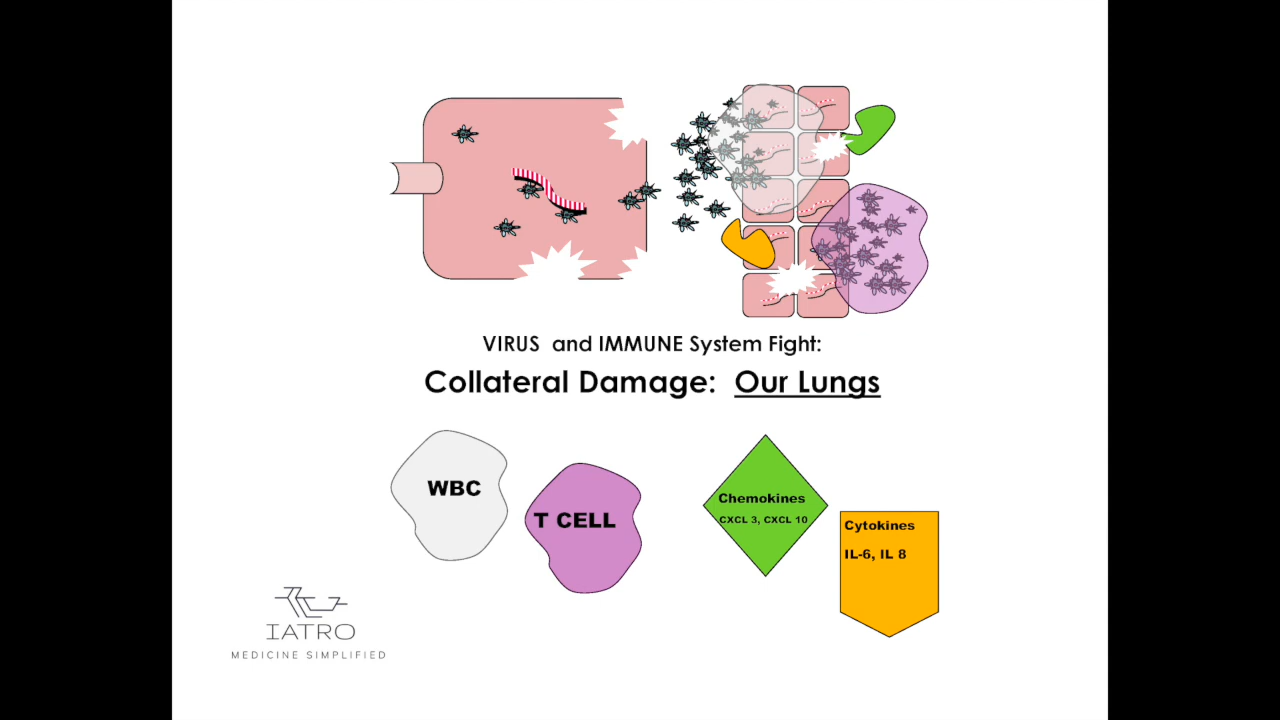 VIRUS and IMMUNE System Fight:
Collateral Damage: Our Lungs
WBC
T CELL
Chemokines
CXCL 3, CXCL 10
Cytokines
IL-6, IL 8
IATRO
MEDICINE SIMPLIFIED